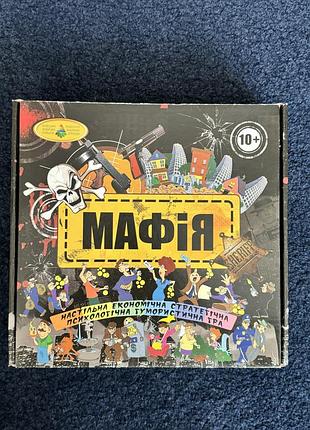 10+
МАФіЯ
НАСТІЛЬНА ЕКОНОМІЧНА СТРАТЕГІЧНА
ПСИХОЛОГІЧНА ГУМОРИСТИЧНА ГРА